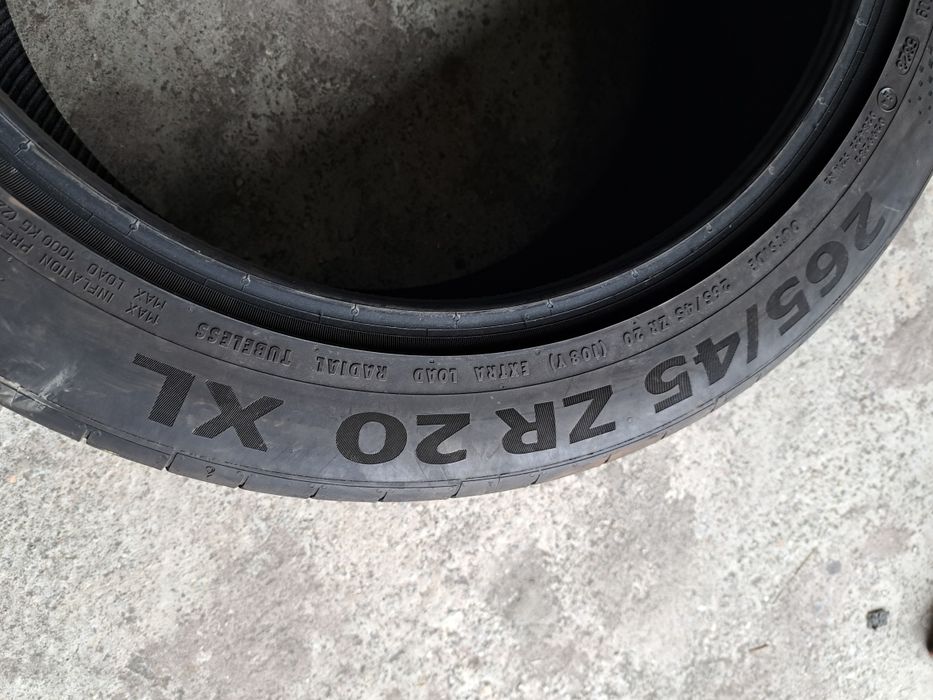 265/45 ZR 20 XL
OUTSIDE
265/45 ZR 20 (108Y) EXTRA LOAD RADIAL TUBELESS
MAX INFLATION PRE
MAX LOAD 1000 KG (22